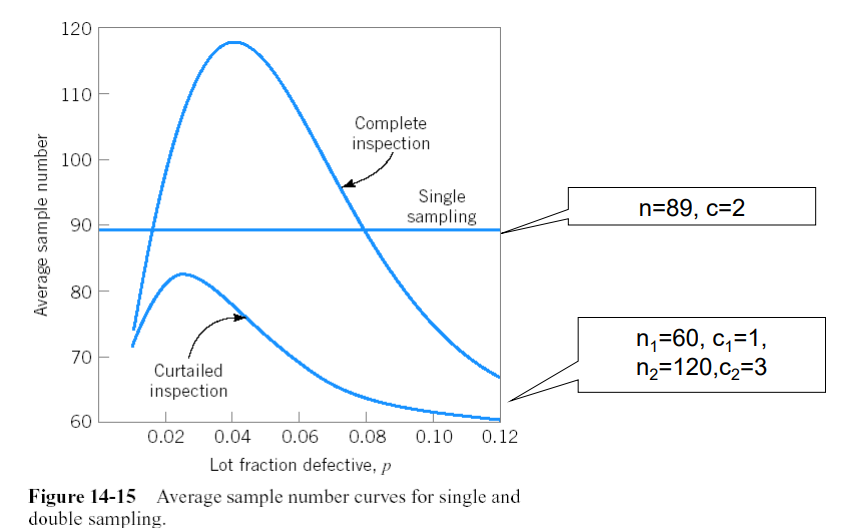 120
110
100
90
80
70
60
Average sample number
Complete
inspection
Single
sampling
Curtailed
inspection
0.02 0.04 0.06 0.08 0.10 0.12
Lot fraction defective, p
n=89, c=2
n₁=60, c₁=1,
n₂=120,c₂=3
Figure 14-15 Average sample number curves for single and
double sampling.